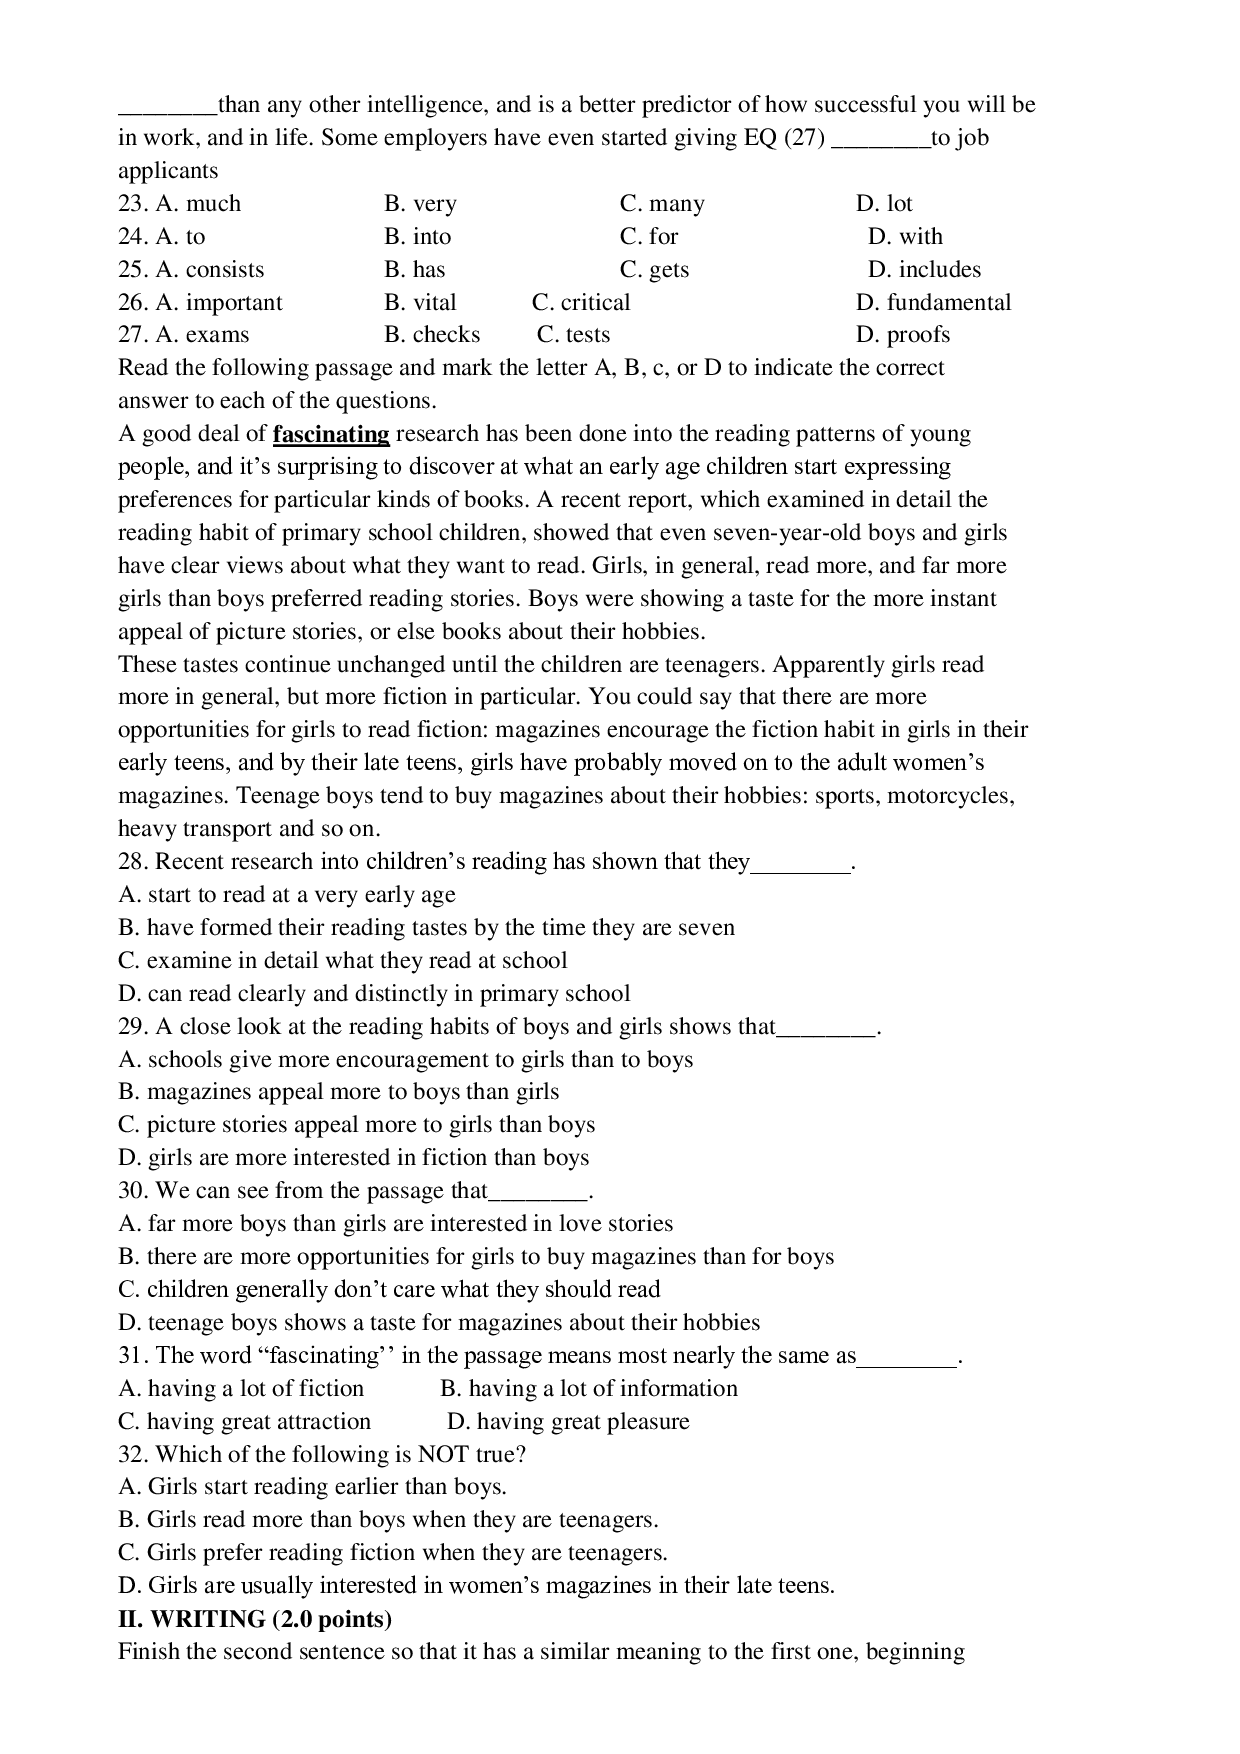 ________than any other intelligence, and is a better predictor of how successful you will be
in work, and in life. Some employers have even started giving EQ (27) ________to job
applicants
23. A. much B. very C. many D. lot
24. A. to B. into C. for D. with
25. A. consists B. has C. gets D. includes
26. A. important B. vital C. critical D. fundamental
27. A. exams B. checks C. tests D. proofs
Read the following passage and mark the letter A, B, c, or D to indicate the correct
answer to each of the questions.
A good deal of fascinating research has been done into the reading patterns of young
people, and it’s surprising to discover at what an early age children start expressing
preferences for particular kinds of books. A recent report, which examined in detail the
reading habit of primary school children, showed that even seven-year-old boys and girls
have clear views about what they want to read. Girls, in general, read more, and far more
girls than boys preferred reading stories. Boys were showing a taste for the more instant
appeal of picture stories, or else books about their hobbies.
These tastes continue unchanged until the children are teenagers. Apparently girls read
more in general, but more fiction in particular. You could say that there are more
opportunities for girls to read fiction: magazines encourage the fiction habit in girls in their
early teens, and by their late teens, girls have probably moved on to the adult women’s
magazines. Teenage boys tend to buy magazines about their hobbies: sports, motorcycles,
heavy transport and so on.
28. Recent research into children’s reading has shown that they________.
A. start to read at a very early age
B. have formed their reading tastes by the time they are seven
C. examine in detail what they read at school
D. can read clearly and distinctly in primary school
29. A close look at the reading habits of boys and girls shows that________.
A. schools give more encouragement to girls than to boys
B. magazines appeal more to boys than girls
C. picture stories appeal more to girls than boys
D. girls are more interested in fiction than boys
30. We can see from the passage that________.
A. far more boys than girls are interested in love stories
B. there are more opportunities for girls to buy magazines than for boys
C. children generally don’t care what they should read
D. teenage boys shows a taste for magazines about their hobbies
31. The word “fascinating’’ in the passage means most nearly the same as________.
A. having a lot of fiction B. having a lot of information
C. having great attraction D. having great pleasure
32. Which of the following is NOT true?
A. Girls start reading earlier than boys.
B. Girls read more than boys when they are teenagers.
C. Girls prefer reading fiction when they are teenagers.
D. Girls are usually interested in women’s magazines in their late teens.
II. WRITING (2.0 points)
Finish the second sentence so that it has a similar meaning to the first one, beginning